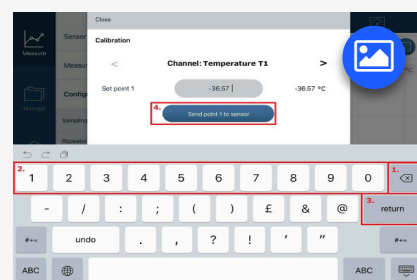 Close
Calibration
Sensor
Measure
Measu
< Channel: Temperature T1 >
Set point 1 -36.57 -36.57 °C
Config
Manage
4. Send point 1 to sensor
Sampling
2. 1 2 3 4 5 6 7 8 9 0 1.
- / : ; ( ) £ & @ 3. return
#+= undo . , ? ! ' " #+=
ABC ABC